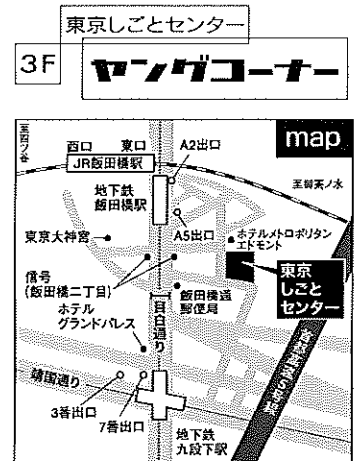 東京しごとセンター
3F
ヤングコーナー
map
至四ツ谷
西口
東口
A2出口
JR飯田橋駅
至御茶ノ水
地下鉄
飯田橋駅
A5出口
東京大神宮
ホテルメトロポリタン
エドモント
東京
しごと
センター
信号
(飯田橋二丁目)
飯田橋通
郵便局
ホテル
グランドパレス
目白通り
首都高速5号線
靖国通り
3番出口
7番出口
地下鉄
九段下駅